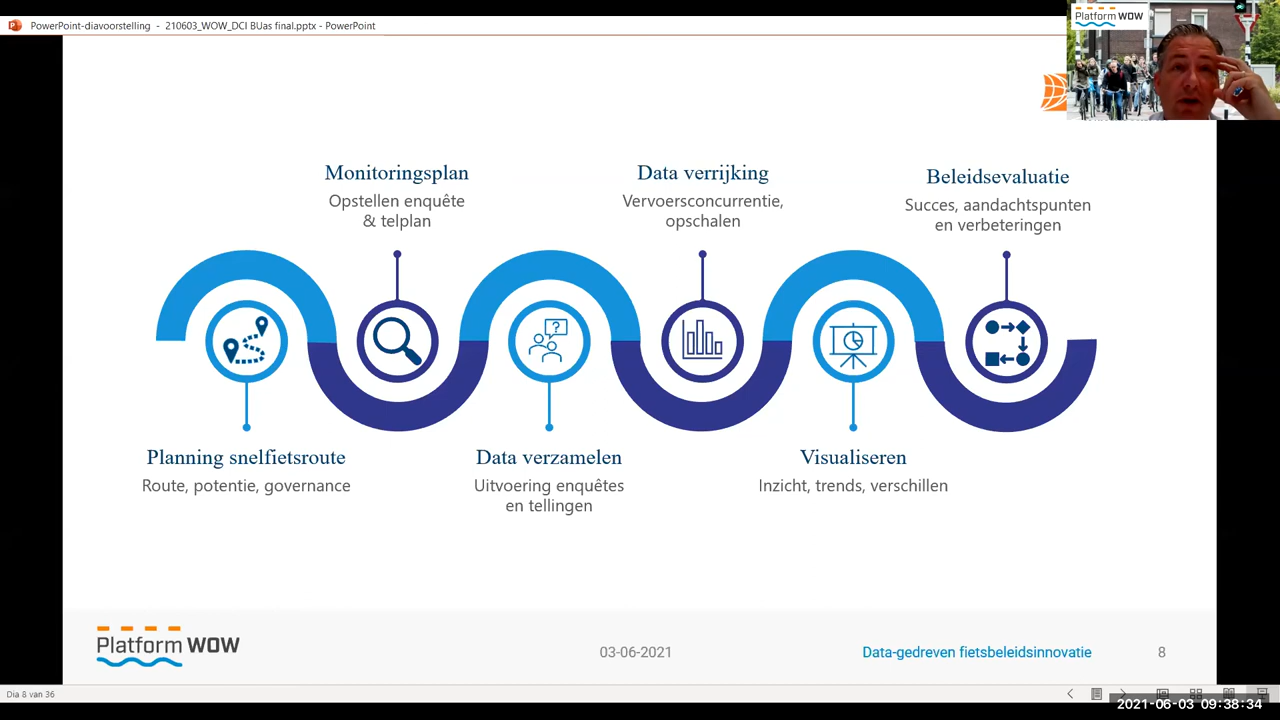 PowerPoint-diavoorstelling - 210603_WOW_DCI BUas final.pptx - PowerPoint
Platform WOW
Monitoringsplan
Opstellen enquête
& telplan
Data verrijking
Vervoersconcurrentie,
opschalen
Beleidsevaluatie
Succes, aandachtspunten
en verbeteringen
Planning snelfietsroute
Route, potentie, governance
Data verzamelen
Uitvoering enquêtes
en tellingen
Visualiseren
Inzicht, trends, verschillen
Platform WOW
03-06-2021
Data-gedreven fietsbeleidsinnovatie
8
Dia 8 van 36
2021-06-03 09:38:34